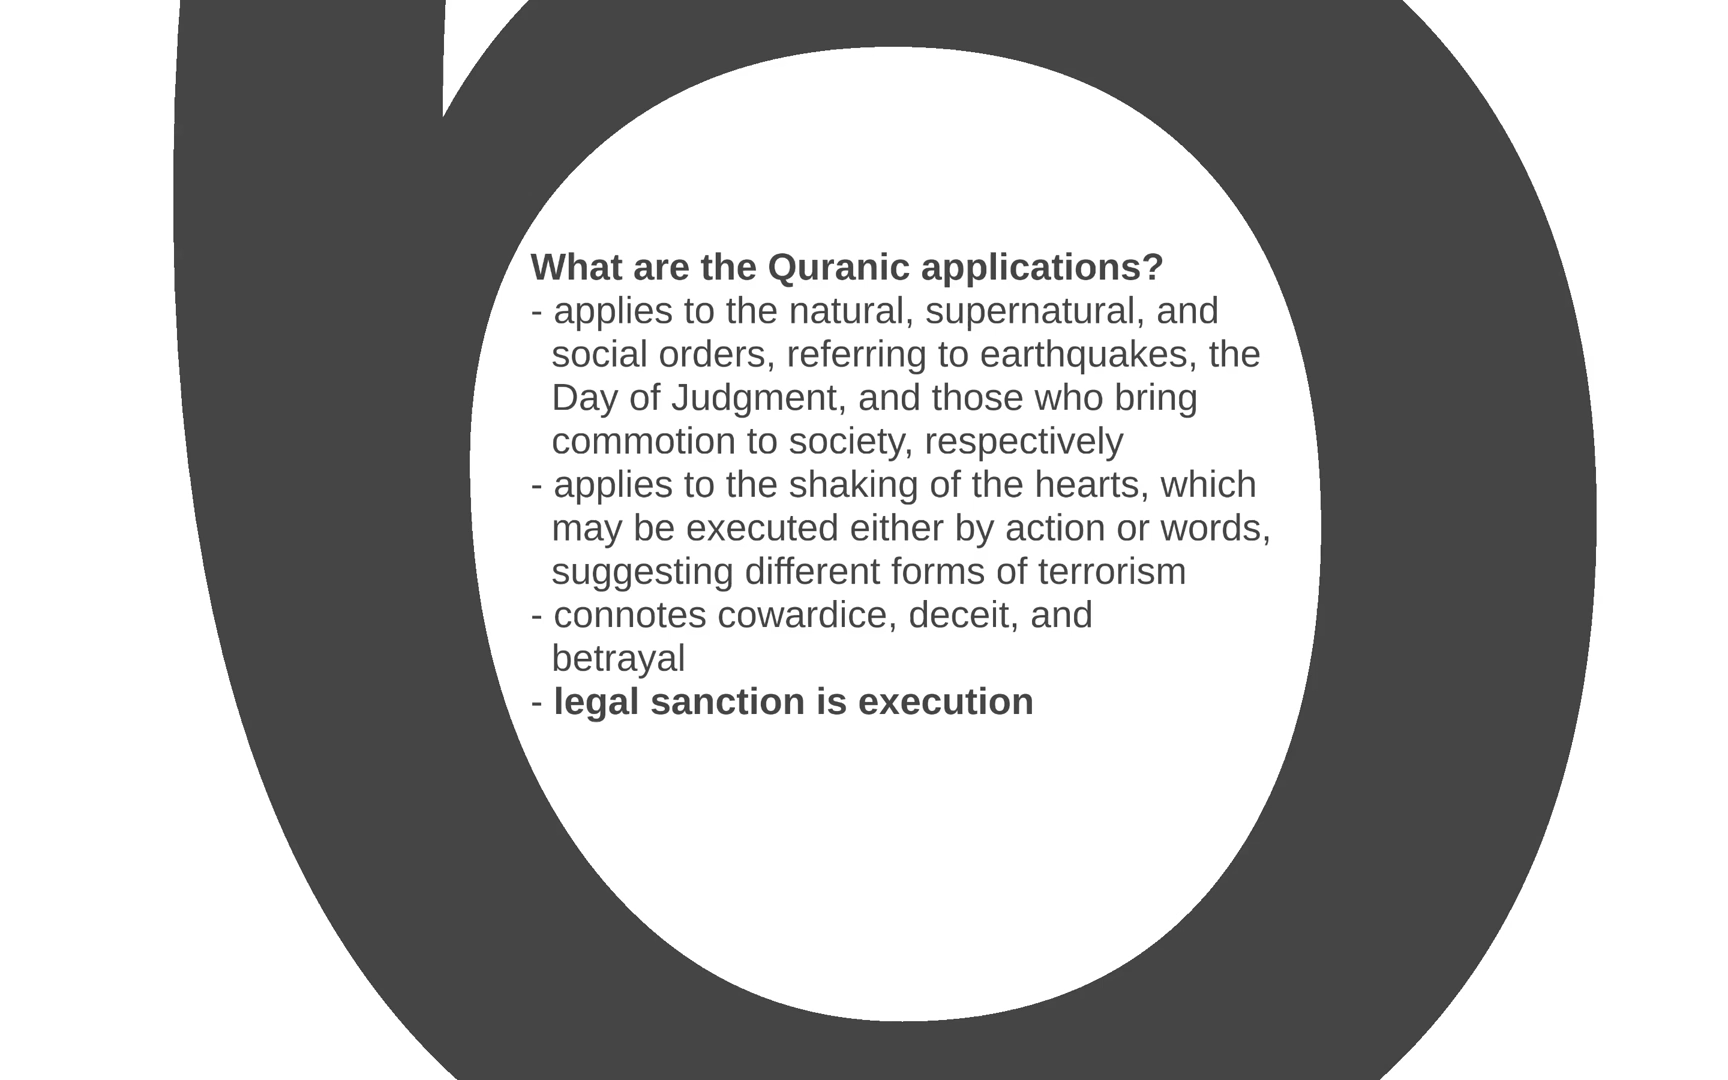 What are the Quranic applications?
- applies to the natural, supernatural, and
social orders, referring to earthquakes, the
Day of Judgment, and those who bring
commotion to society, respectively
- applies to the shaking of the hearts, which
may be executed either by action or words,
suggesting different forms of terrorism
- connotes cowardice, deceit, and
betrayal
- legal sanction is execution